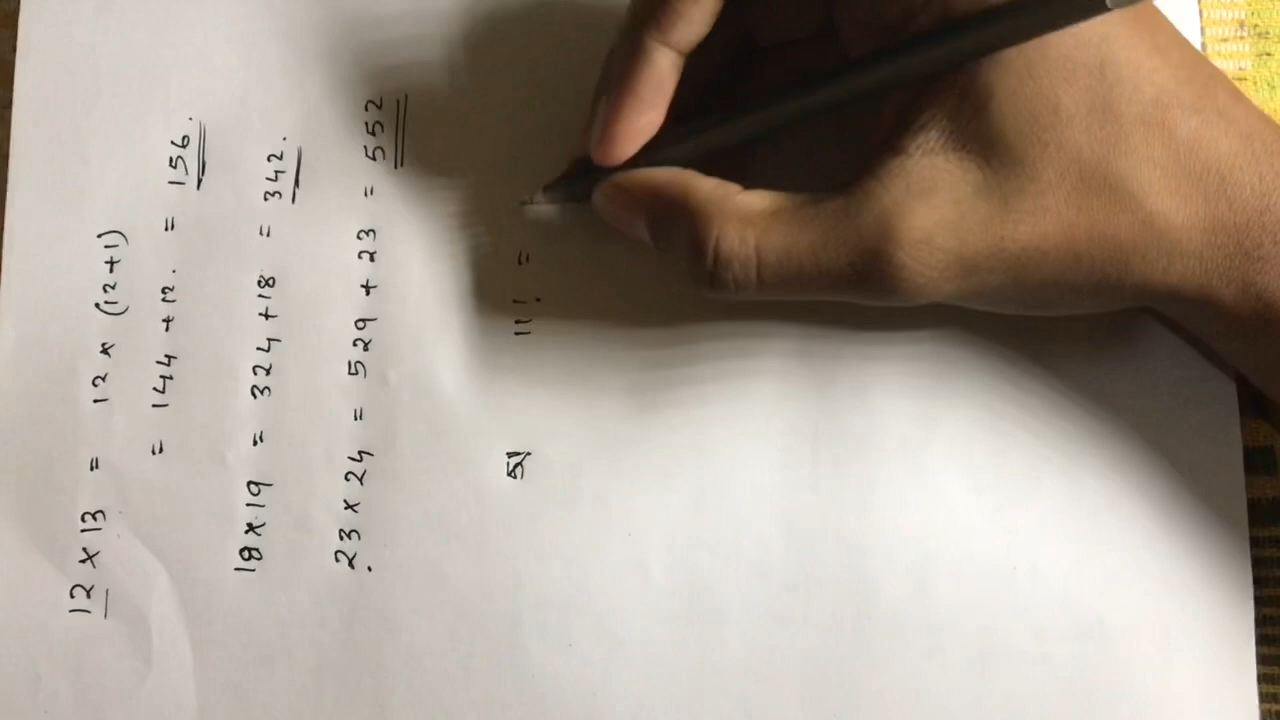 12 × 13 = 12 × (12+1)
= 144 + 12. = 156.
18 × 19 = 324 + 18 = 342.
23 × 24 = 529 + 23 = 552
11! =